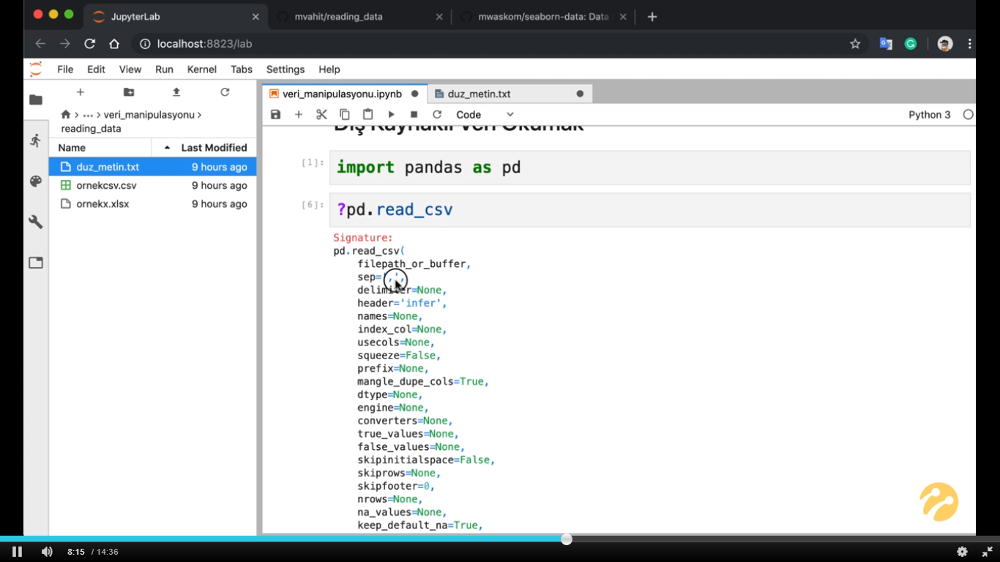 JupyterLab
mvahit/reading_data
mwaskom/seaborn-data: Data
localhost:8823/lab
File Edit View Run Kernel Tabs Settings Help
... > veri_manipulasyonu >
reading_data
Name Last Modified
duz_metin.txt 9 hours ago
ornekcsv.csv 9 hours ago
ornekx.xlsx 9 hours ago
veri_manipulasyonu.ipynb
duz_metin.txt
Code
Python 3
Dış Kaynaklı Veri Okumak
[1]: import pandas as pd
[6]: ?pd.read_csv
Signature:
pd.read_csv(
filepath_or_buffer,
sep=',',
delimiter=None,
header='infer',
names=None,
index_col=None,
usecols=None,
squeeze=False,
prefix=None,
mangle_dupe_cols=True,
dtype=None,
engine=None,
converters=None,
true_values=None,
false_values=None,
skipinitialspace=False,
skiprows=None,
skipfooter=0,
nrows=None,
na_values=None,
keep_default_na=True,
8:15 / 14:36